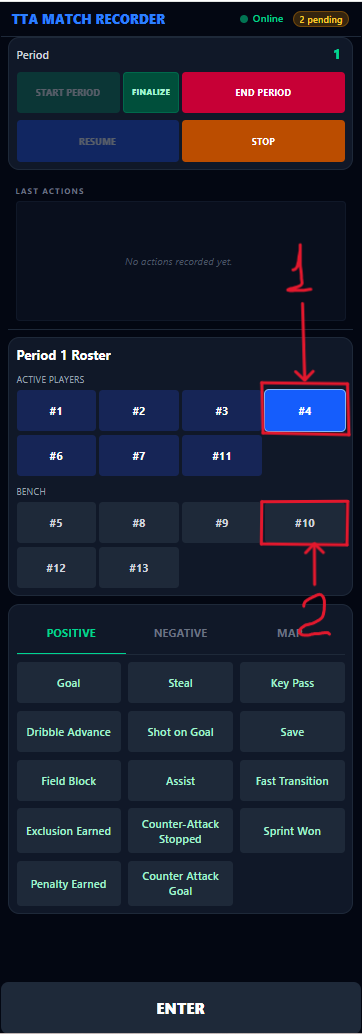 TTA MATCH RECORDER Online 2 pending
Period 1
START PERIOD FINALIZE END PERIOD
RESUME STOP
LAST ACTIONS
No actions recorded yet.
1
Period 1 Roster
ACTIVE PLAYERS
#1 #2 #3 #4
#6 #7 #11
BENCH
#5 #8 #9 #10
#12 #13
2
POSITIVE NEGATIVE MAP
Goal Steal Key Pass
Dribble Advance Shot on Goal Save
Field Block Assist Fast Transition
Exclusion Earned Counter-Attack Stopped Sprint Won
Penalty Earned Counter Attack Goal
ENTER